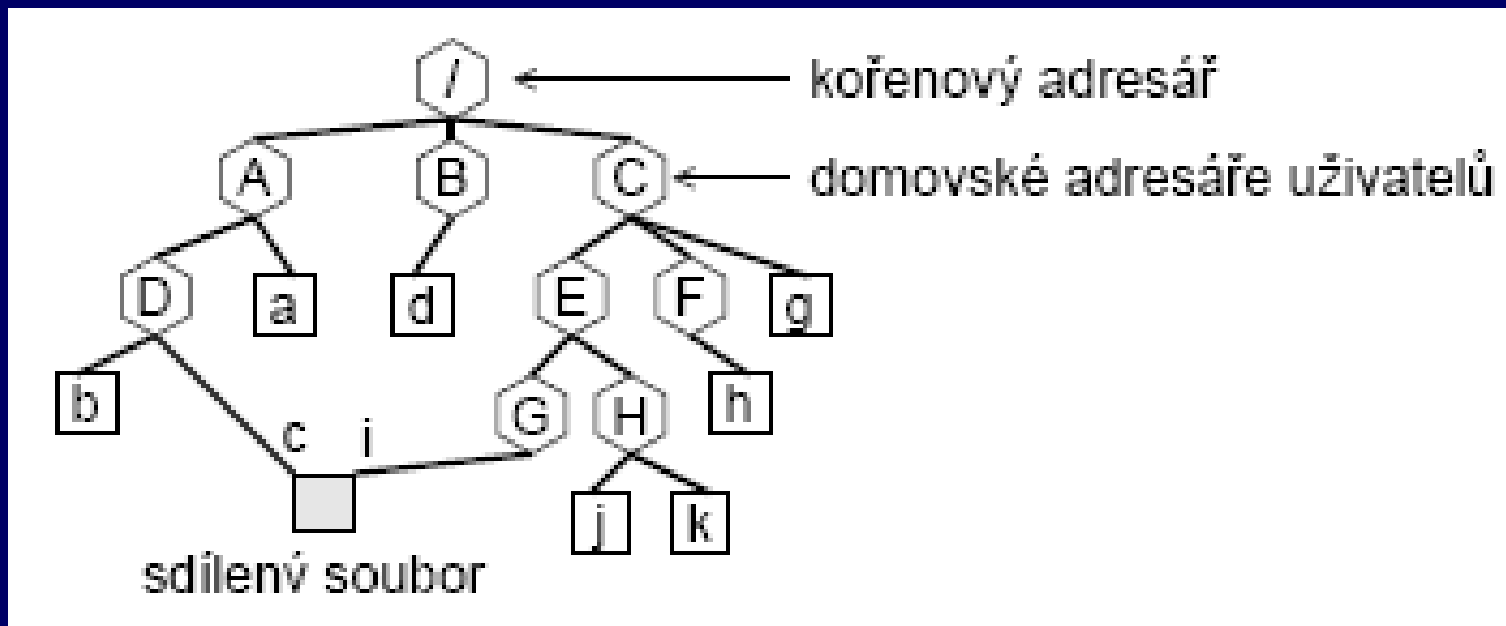 /
kořenový adresář
A
B
C
domovské adresáře uživatelů
D
a
d
E
F
g
b
c
i
G
H
h
j
k
sdílený soubor